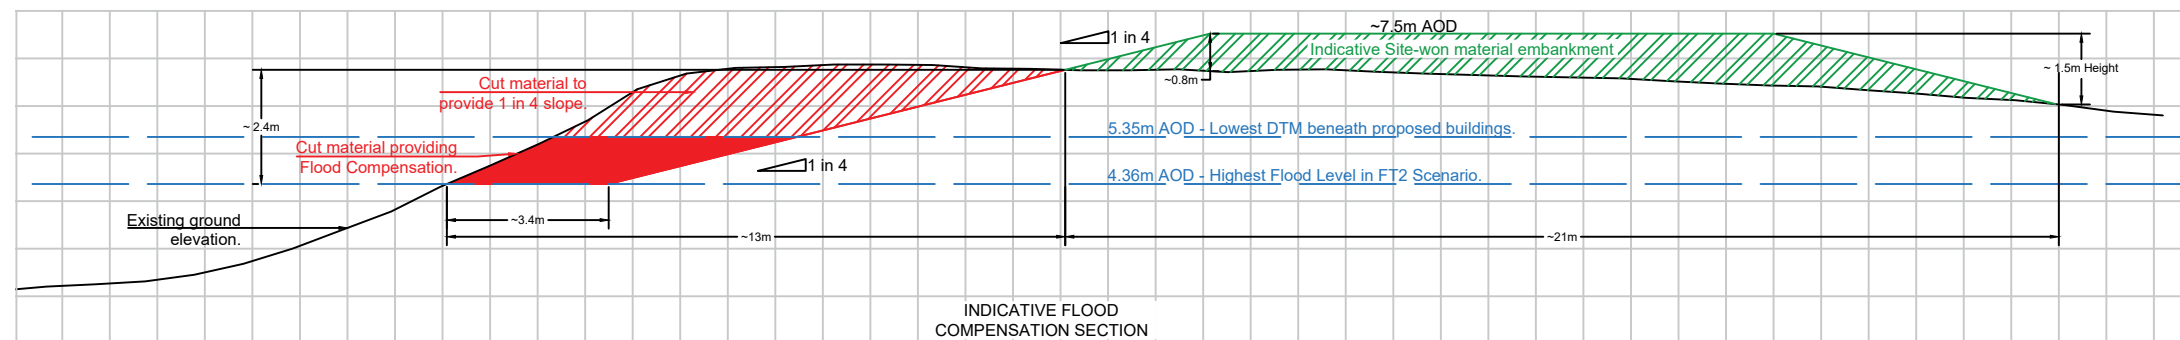 ~7.5m AOD
1 in 4
Indicative Site-won material embankment
~ 1.5m Height
~0.8m
Cut material to
provide 1 in 4 slope.
~ 2.4m
5.35m AOD - Lowest DTM beneath proposed buildings.
Cut material providing
Flood Compensation.
1 in 4
4.36m AOD - Highest Flood Level in FT2 Scenario.
Existing ground
elevation.
~3.4m
~13m
~21m
INDICATIVE FLOOD
COMPENSATION SECTION